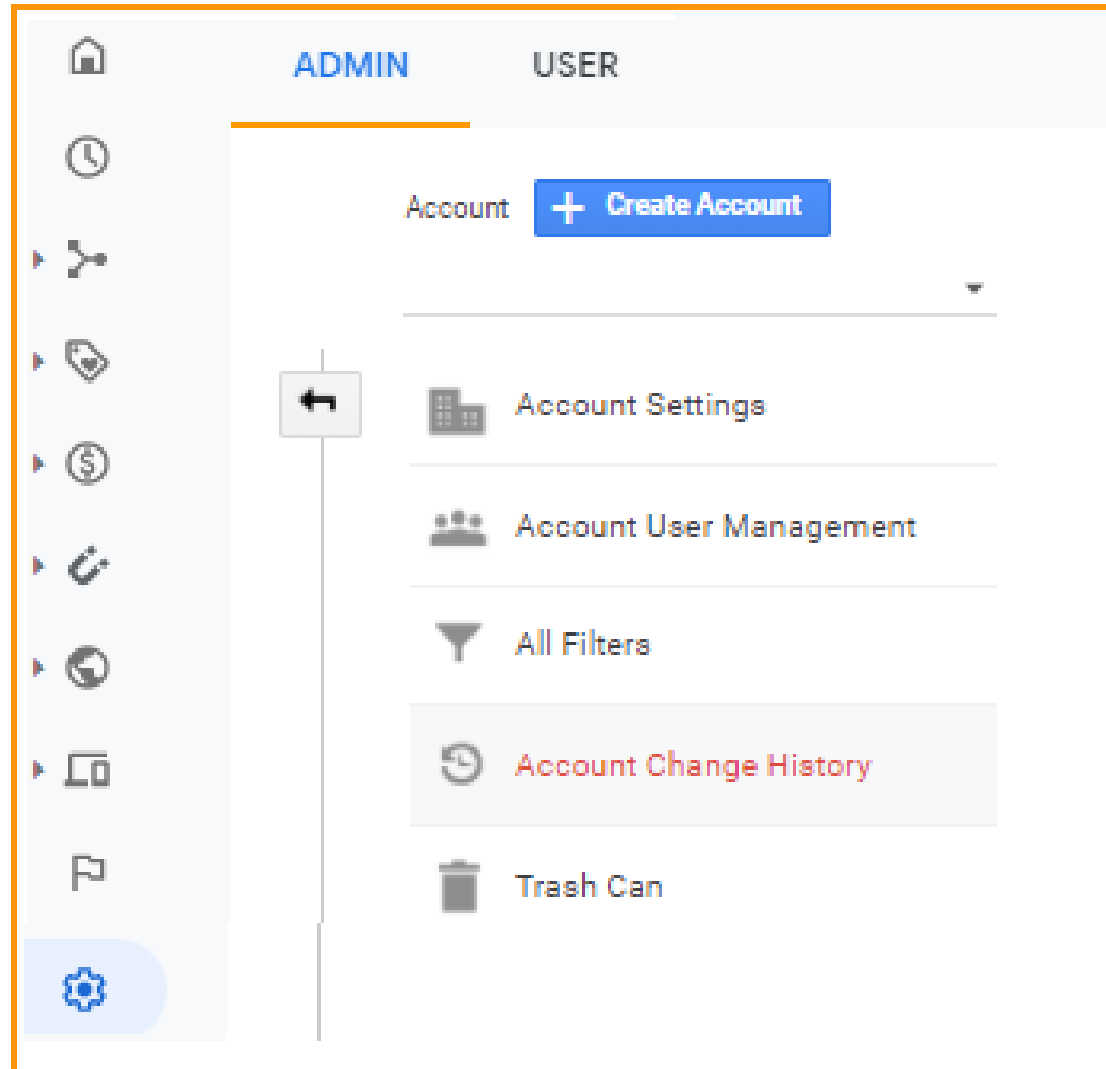 ADMIN USER
Account + Create Account
Account Settings
Account User Management
All Filters
Account Change History
Trash Can